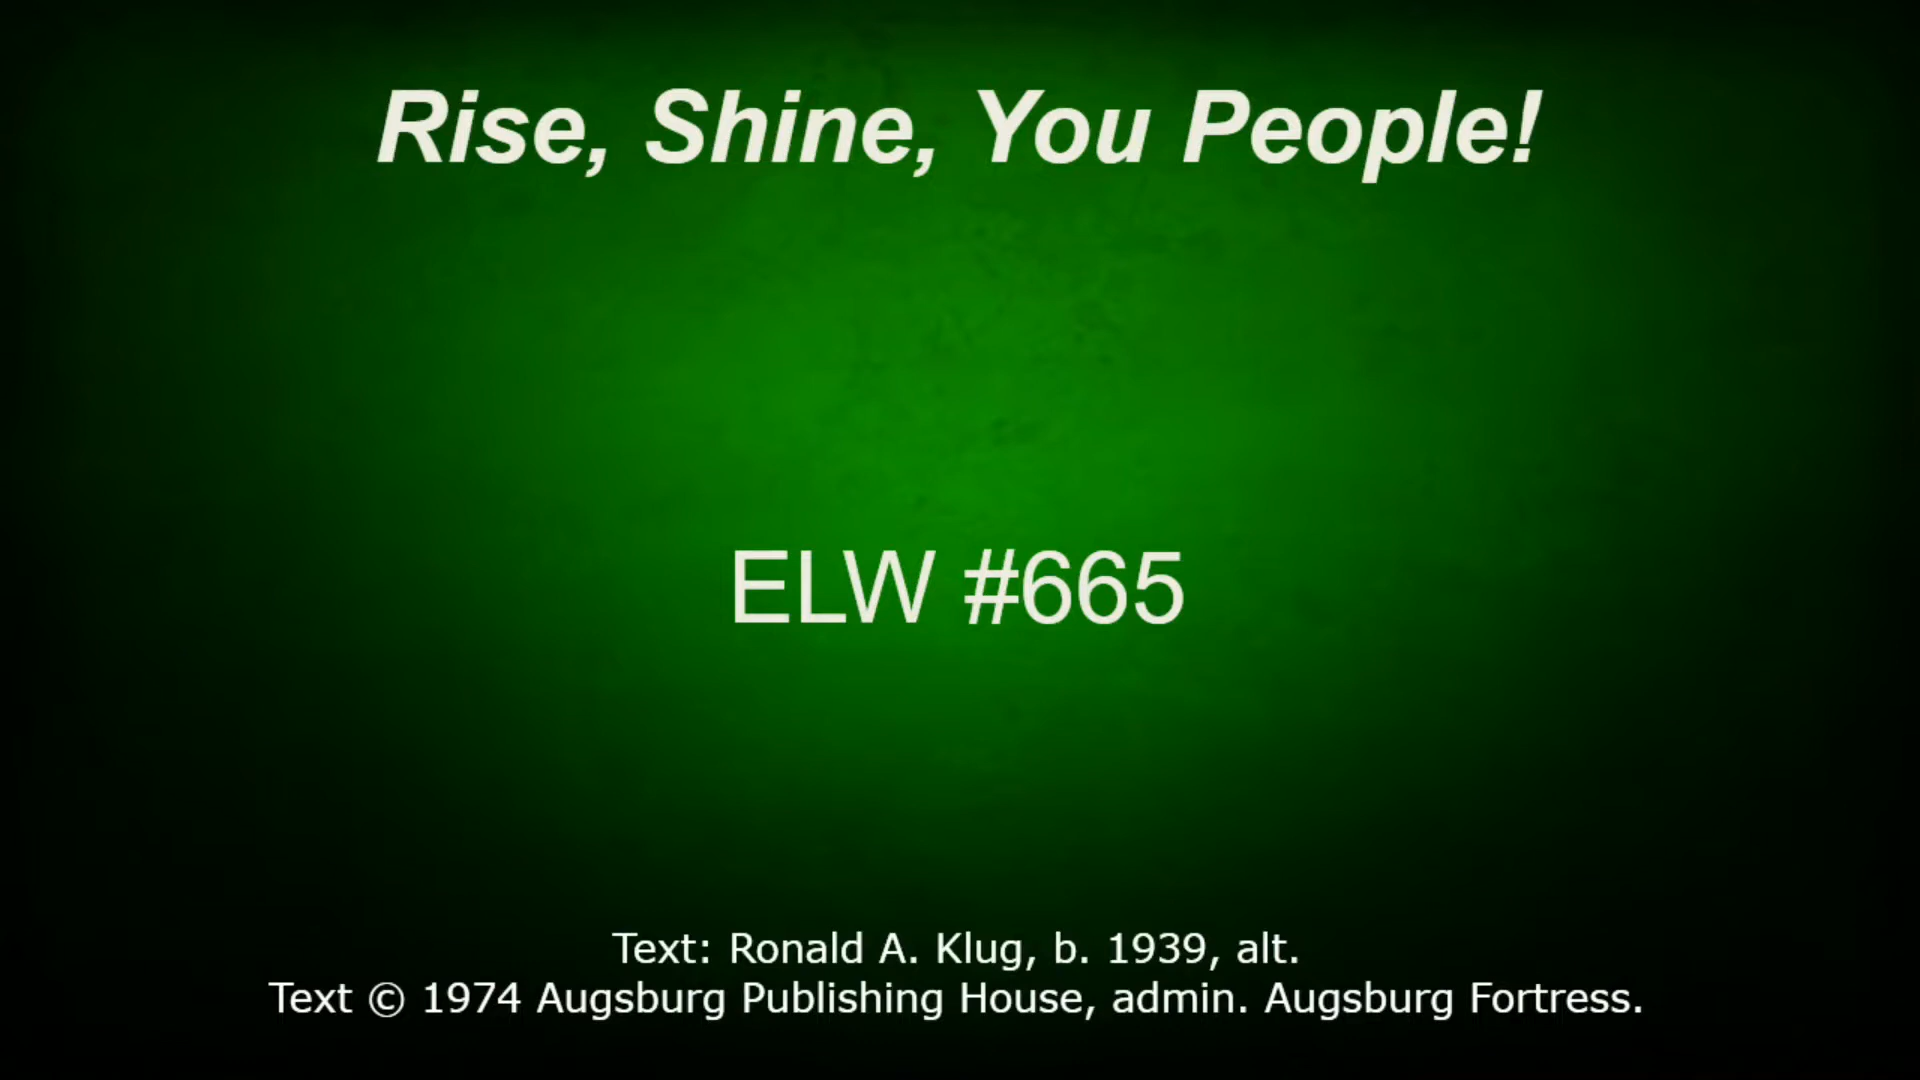 Rise, Shine, You People!
ELW #665
Text: Ronald A. Klug, b. 1939, alt.
Text © 1974 Augsburg Publishing House, admin. Augsburg Fortress.